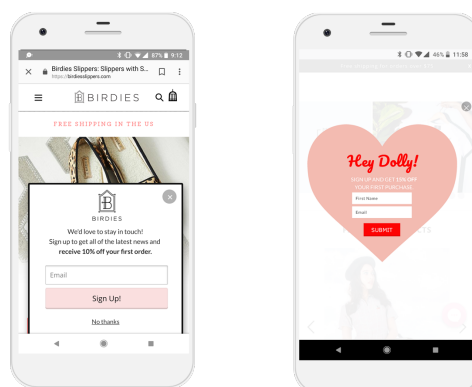 87% 9:12
Birdies Slippers: Slippers with S...
https://birdiesslippers.com
BIRDIES
FREE SHIPPING IN THE US
B
BIRDIES
We'd love to stay in touch!
Sign up to get all of the latest news and
receive 10% off your first order.
Email
Sign Up!
No thanks
46% 11:58
Hey Dolly!
SIGN UP AND GET 15% OFF
YOUR FIRST PURCHASE
First Name
Email
SUBMIT